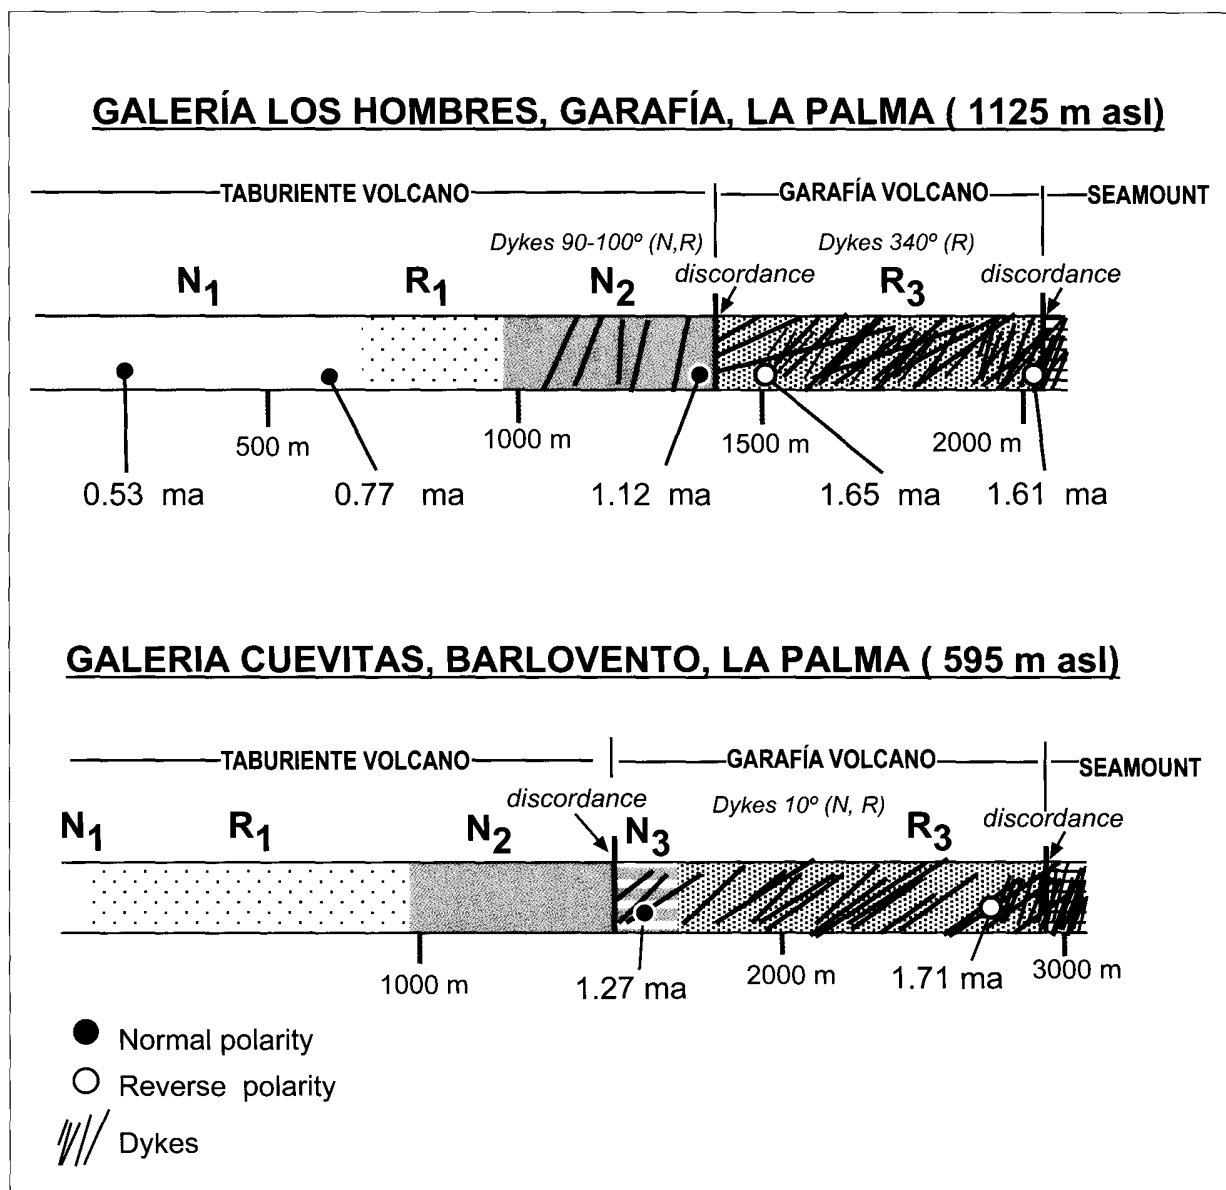 GALERÍA LOS HOMBRES, GARAFÍA, LA PALMA ( 1125 m asl)
TABURIENTE VOLCANO GARAFÍA VOLCANO SEAMOUNT
Dykes 90-100º (N,R) Dykes 340º (R)
discordance discordance
N1 R1 N2 R3
500 m 1000 m 1500 m 2000 m
0.53 ma 0.77 ma 1.12 ma 1.65 ma 1.61 ma
GALERIA CUEVITAS, BARLOVENTO, LA PALMA ( 595 m asl)
TABURIENTE VOLCANO GARAFÍA VOLCANO SEAMOUNT
discordance Dykes 10º (N, R) discordance
N1 R1 N2 N3 R3
1000 m 1.27 ma 2000 m 1.71 ma 3000 m
Normal polarity
Reverse polarity
Dykes